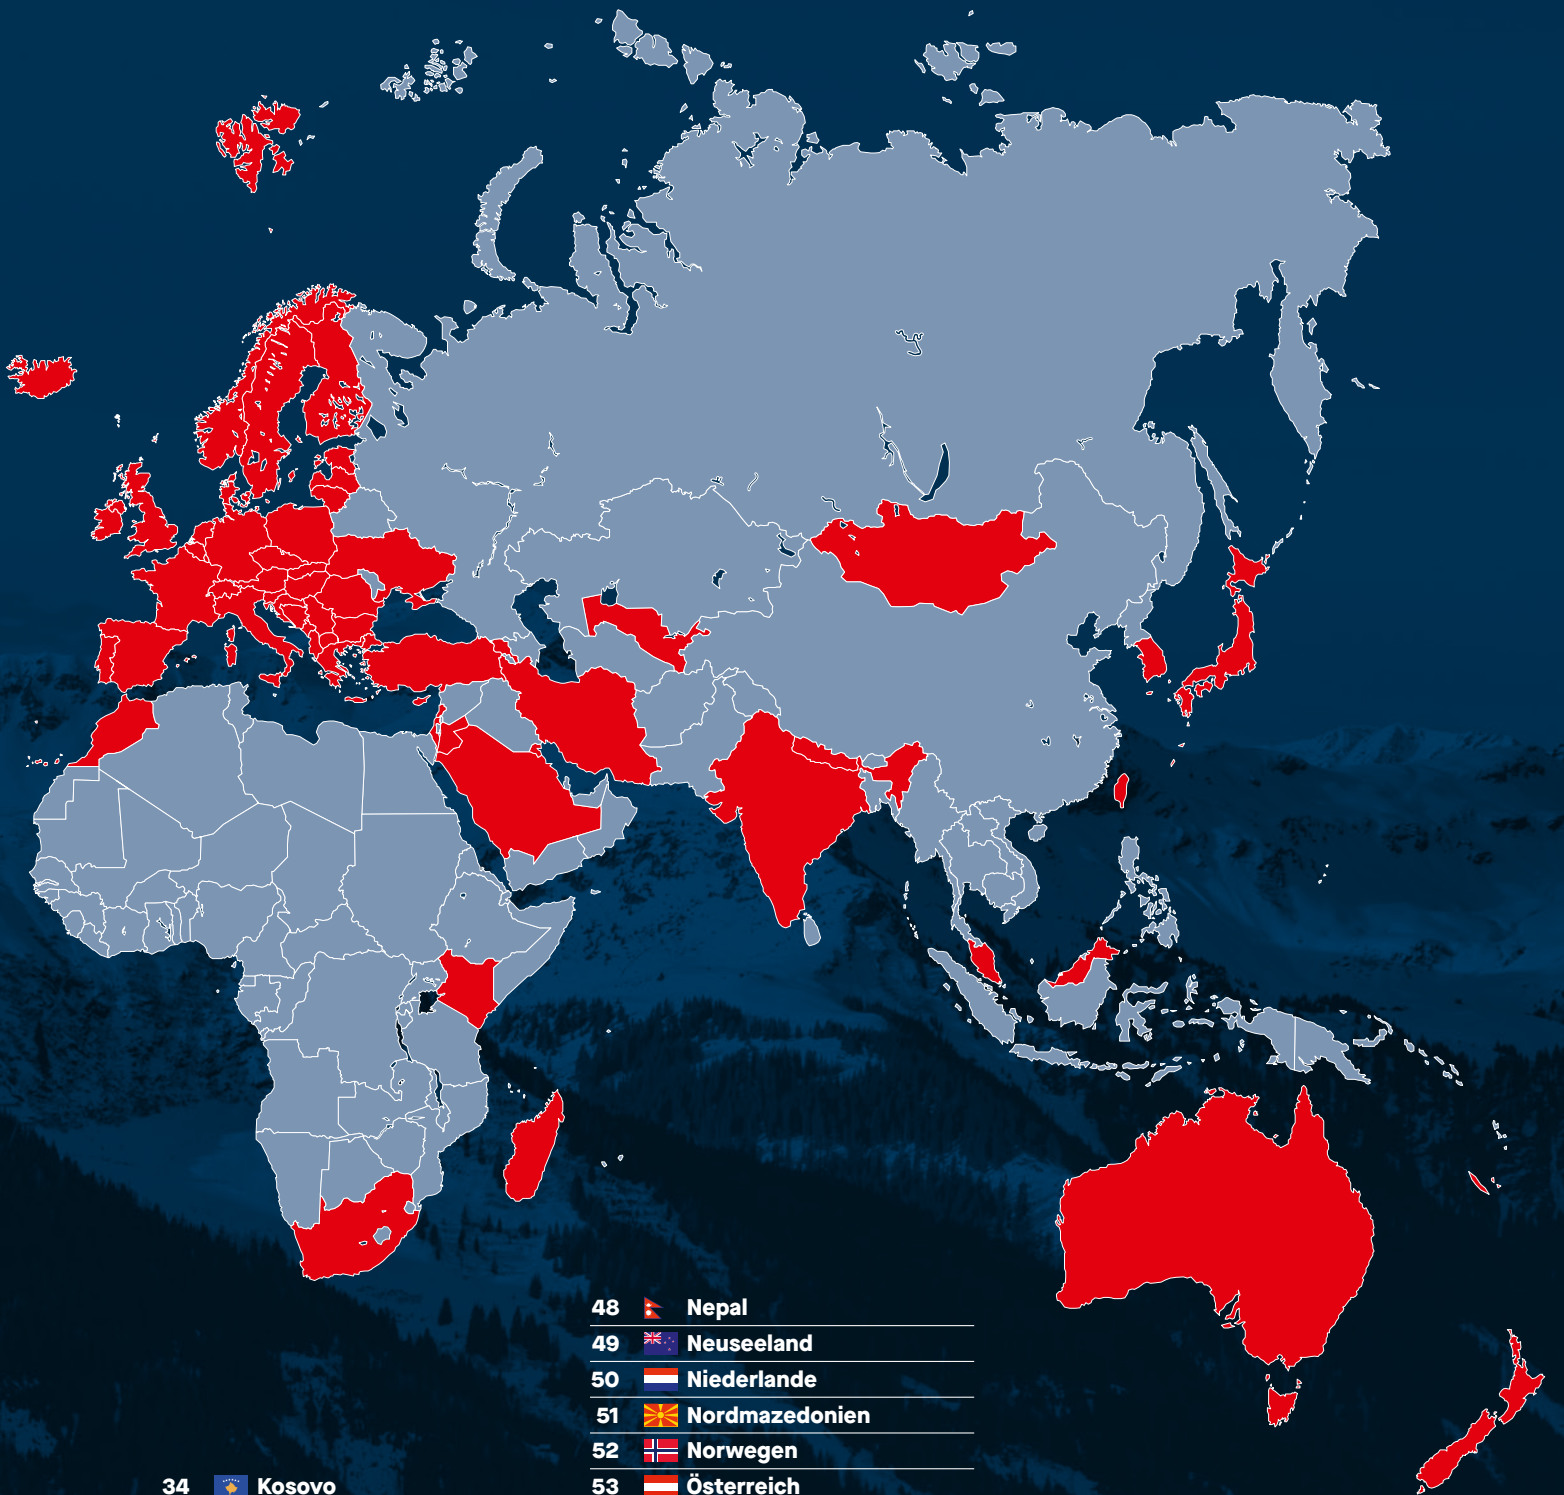 48 Nepal
49 Neuseeland
50 Niederlande
51 Nordmazedonien
52 Norwegen
53 Österreich
34 Kosovo